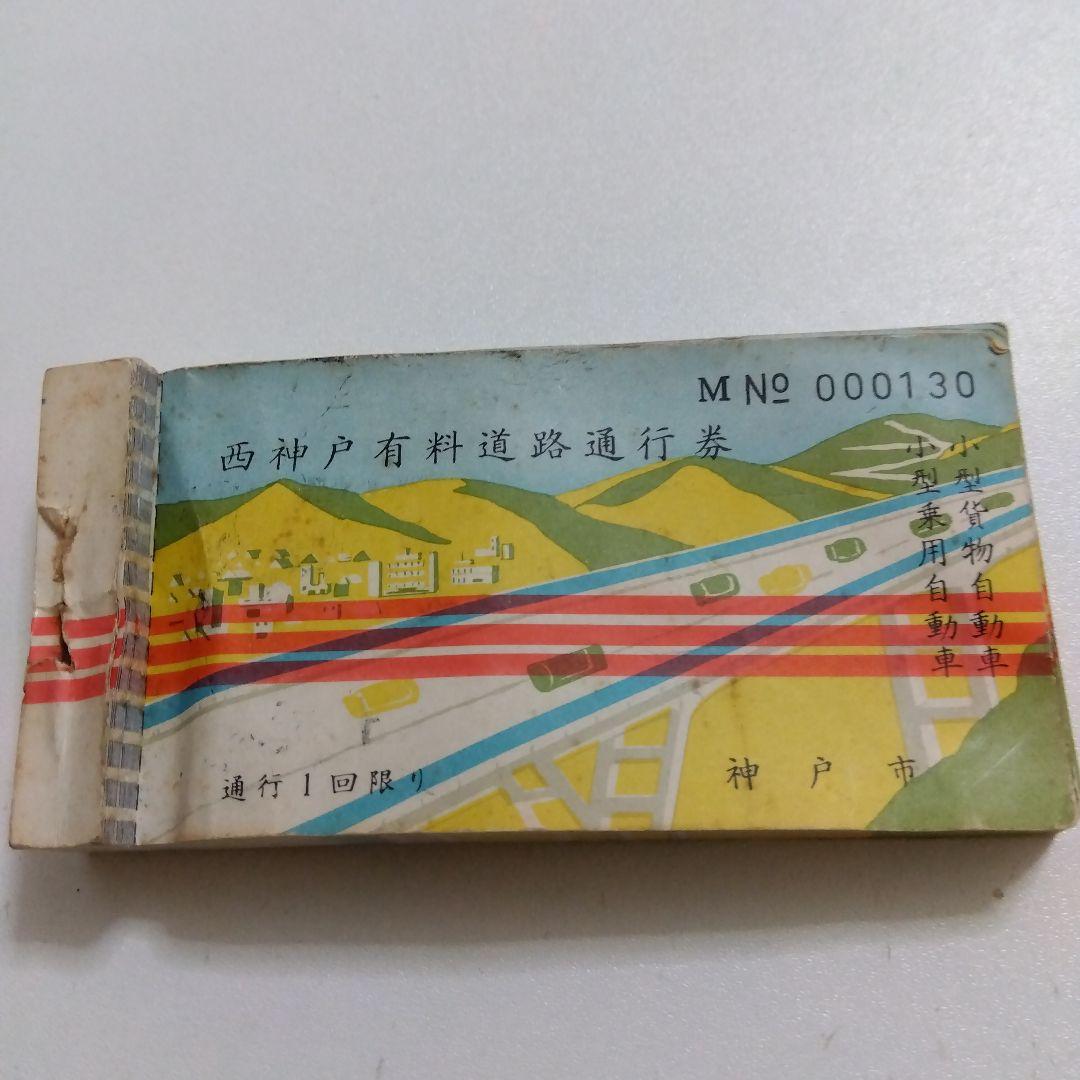 M No 000130
西神戸有料道路通行券
小型貨物自動車
小型乗用自動車
通行1回限り
神戸市